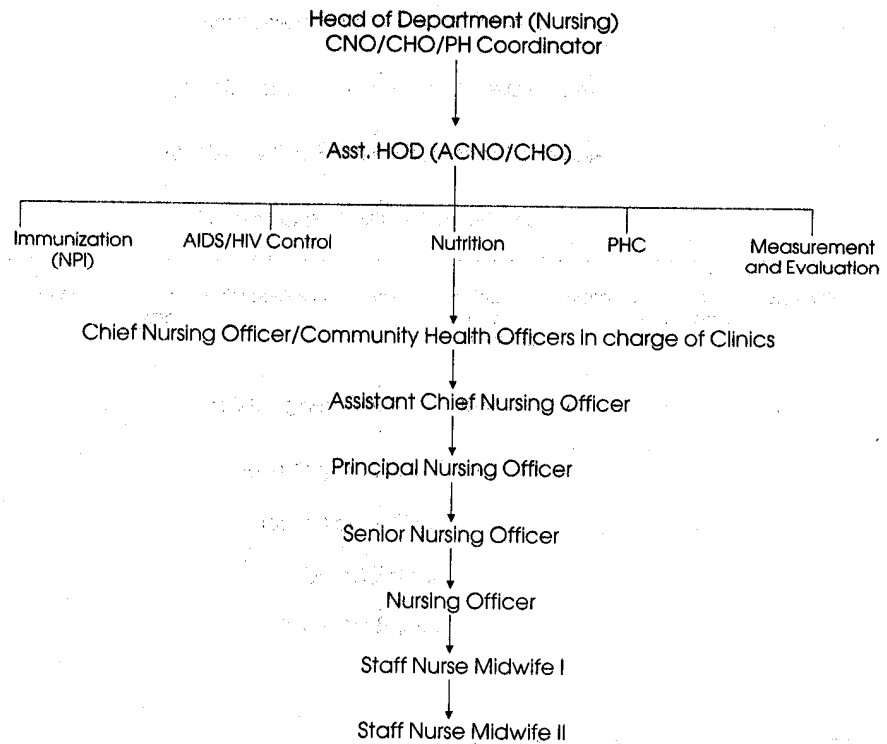 Head of Department (Nursing)
CNO/CHO/PH Coordinator
Asst. HOD (ACNO/CHO)
Immunization
(NPI)
AIDS/HIV Control
Nutrition
PHC
Measurement
and Evaluation
Chief Nursing Officer/Community Health Officers in charge of Clinics
Assistant Chief Nursing Officer
Principal Nursing Officer
Senior Nursing Officer
Nursing Officer
Staff Nurse Midwife I
Staff Nurse Midwife II